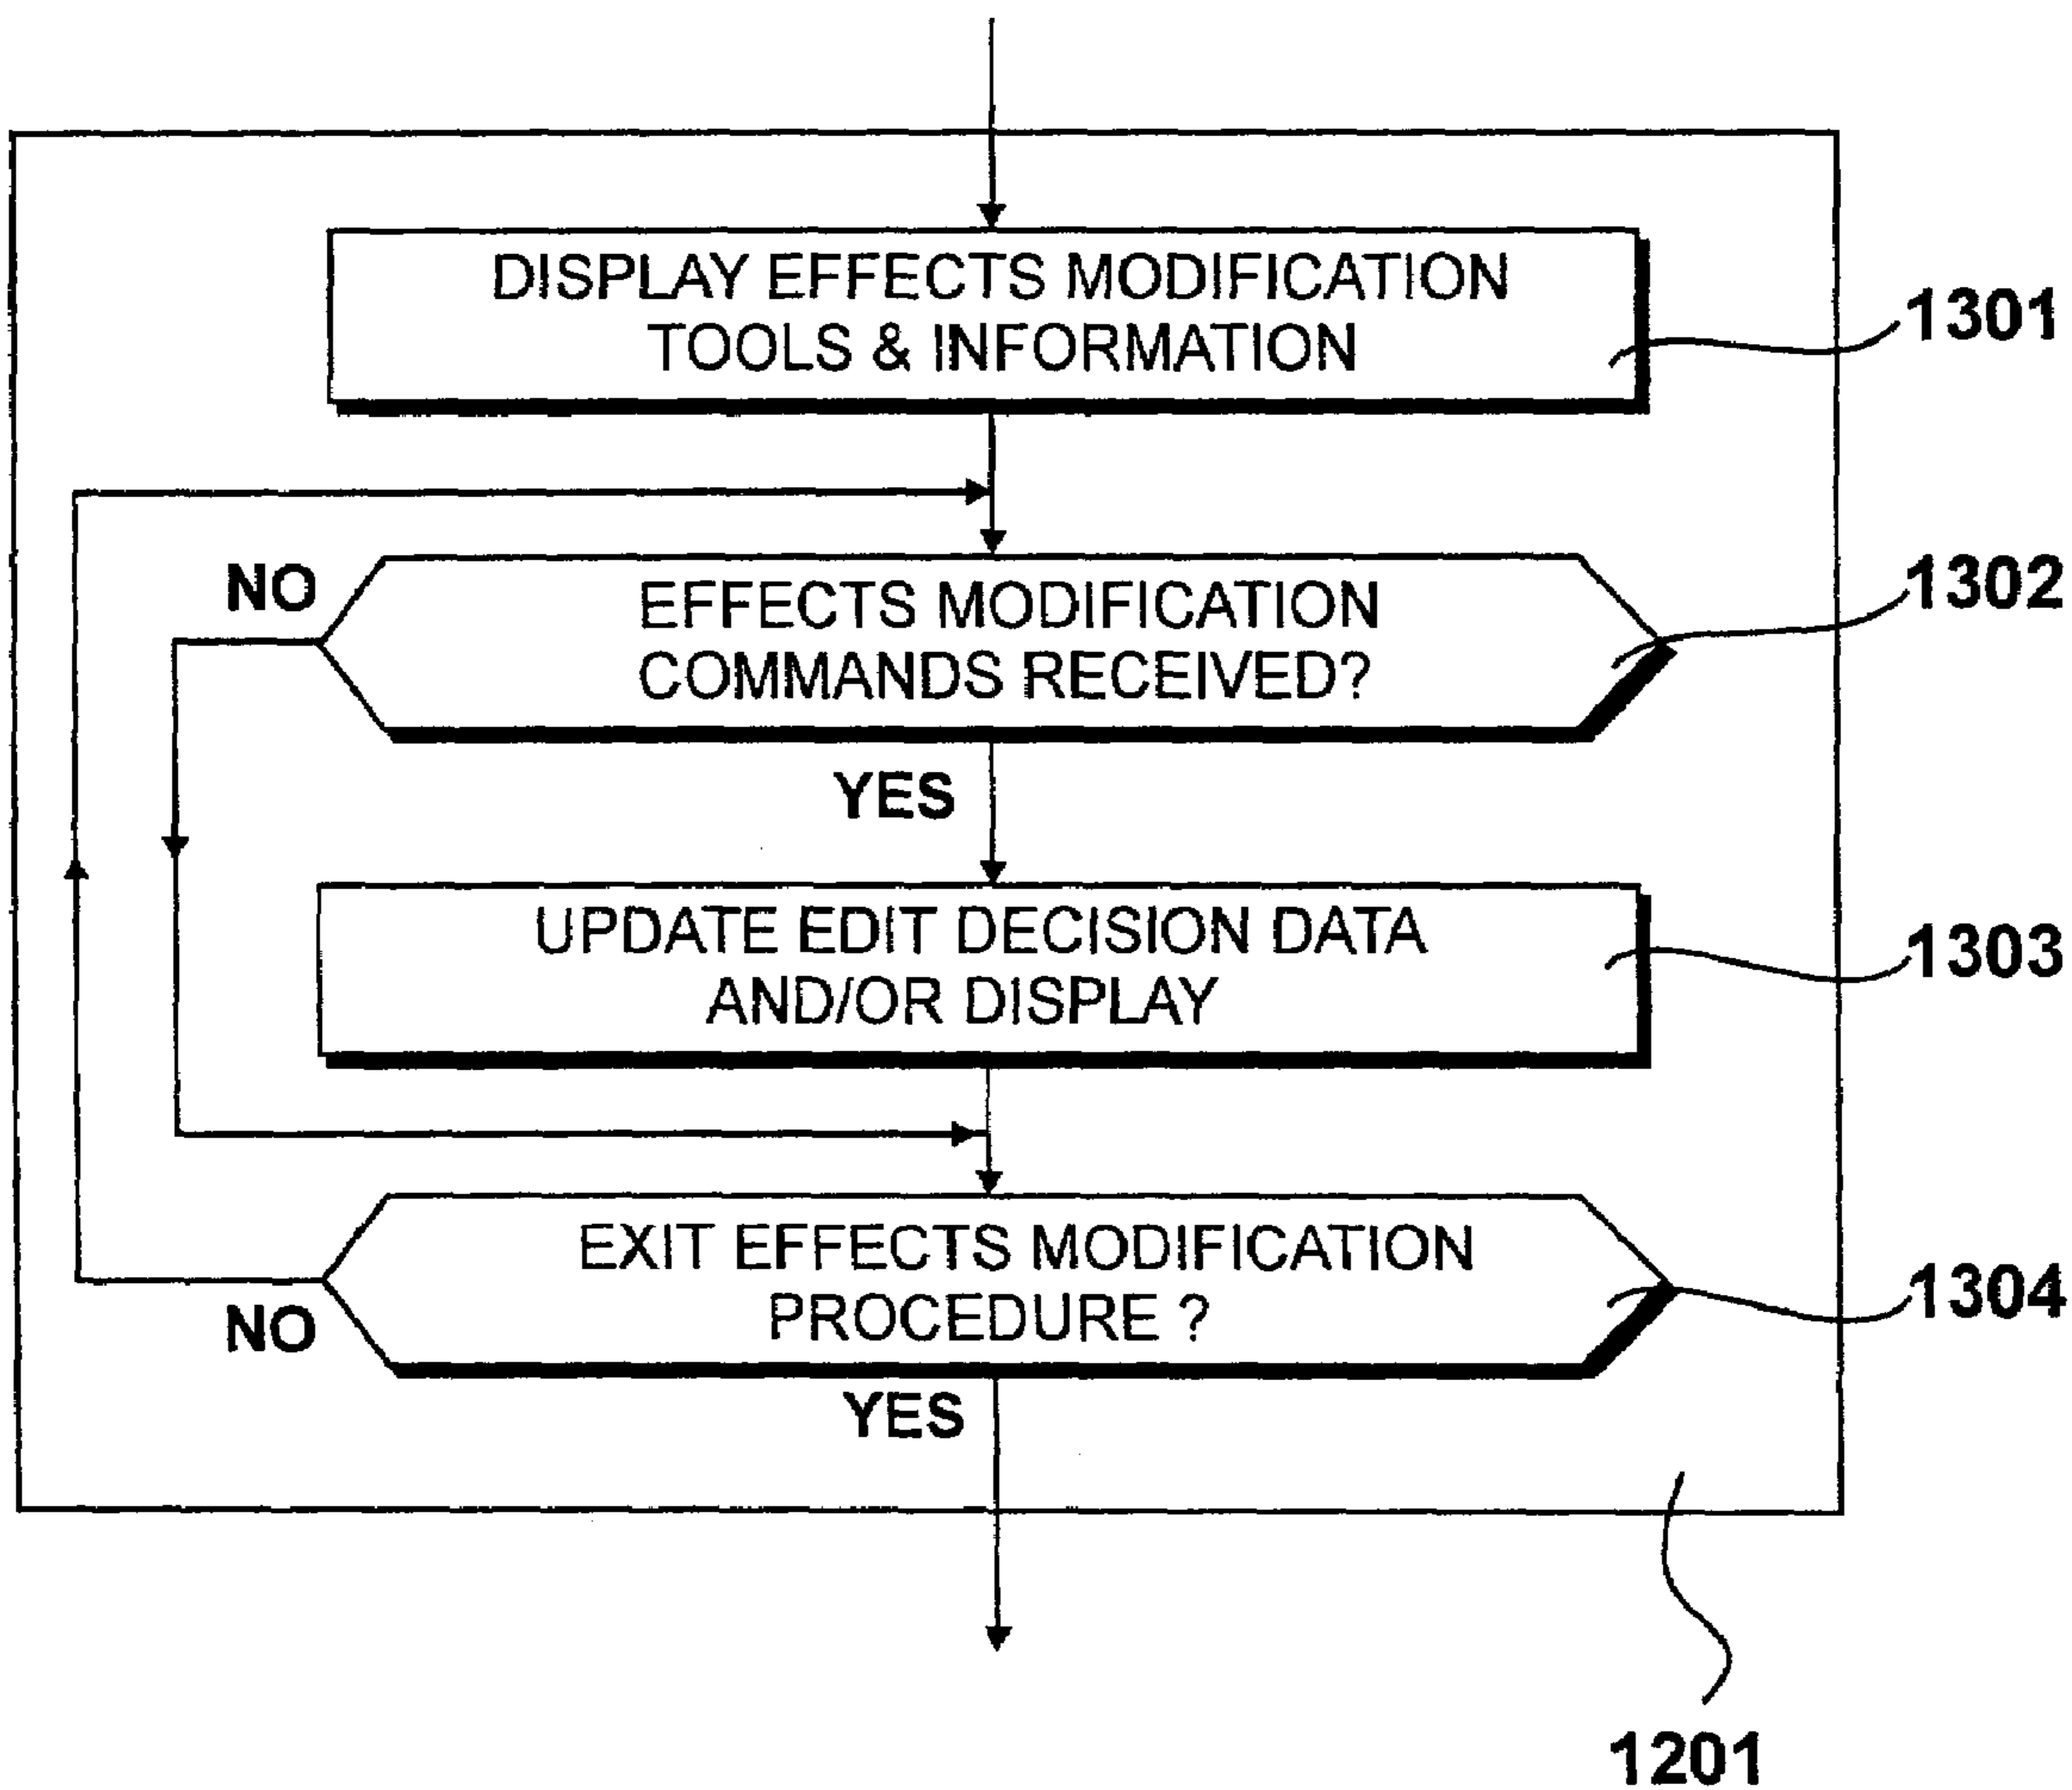 DISPLAY EFFECTS MODIFICATION
TOOLS & INFORMATION
1301
NO
EFFECTS MODIFICATION
COMMANDS RECEIVED?
1302
YES
UPDATE EDIT DECISION DATA
AND/OR DISPLAY
1303
EXIT EFFECTS MODIFICATION
PROCEDURE ?
1304
NO
YES
1201